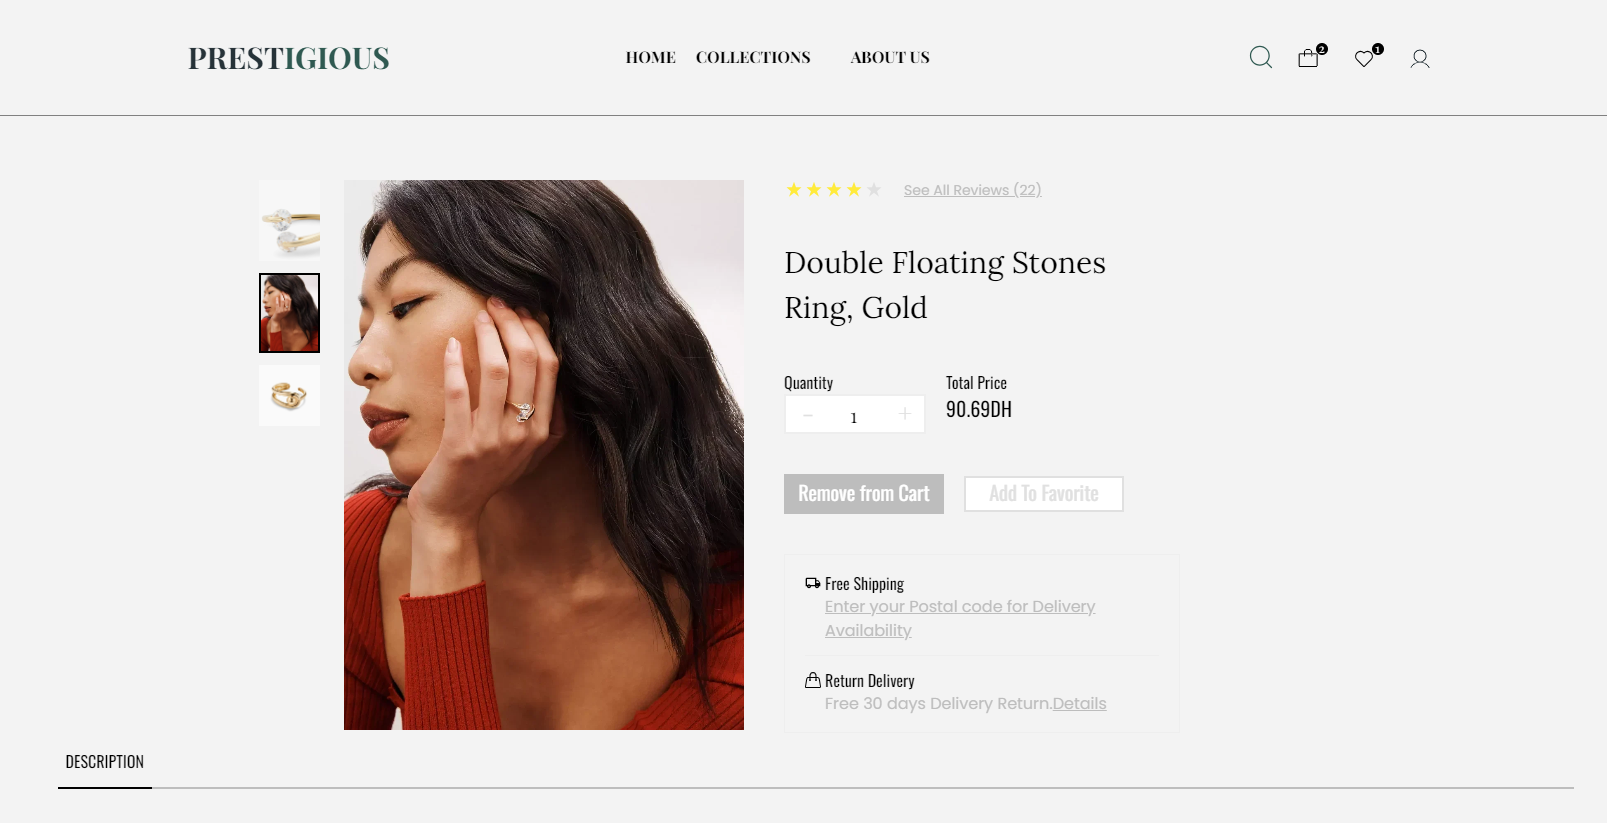 PRESTIGIOUS
HOME COLLECTIONS ABOUT US
2
1
See All Reviews (22)
Double Floating Stones
Ring, Gold
Quantity
- 1 +
Total Price
90.69DH
Remove from Cart
Add To Favorite
Free Shipping
Enter your Postal code for Delivery
Availability
Return Delivery
Free 30 days Delivery Return.Details
DESCRIPTION